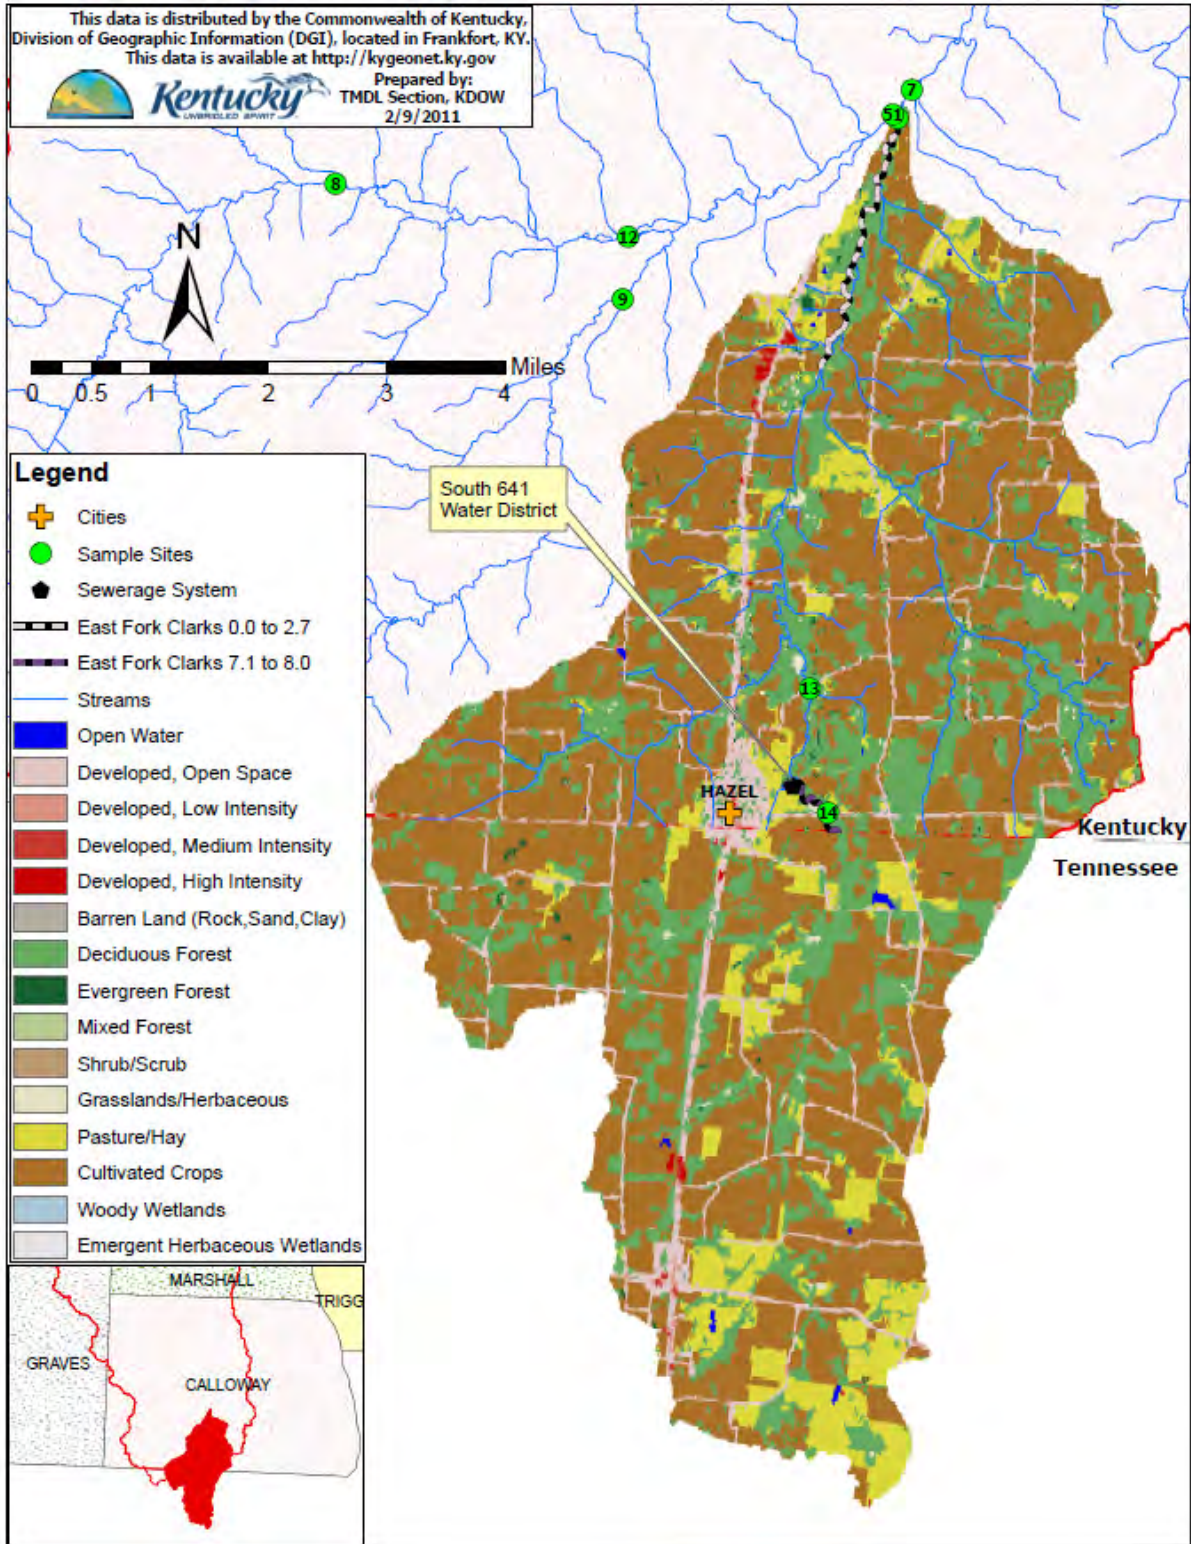 This data is distributed by the Commonwealth of Kentucky,
Division of Geographic Information (DGI), located in Frankfort, KY.
This data is available at http://kygeonet.ky.gov
Kentucky
UNBRIDLED SPIRIT
Prepared by:
TMDL Section, KDOW
2/9/2011
7
51
8
12
9
N
Miles
0 0.5 1 2 3 4
Legend
Cities
Sample Sites
Sewerage System
East Fork Clarks 0.0 to 2.7
East Fork Clarks 7.1 to 8.0
Streams
Open Water
Developed, Open Space
Developed, Low Intensity
Developed, Medium Intensity
Developed, High Intensity
Barren Land (Rock,Sand,Clay)
Deciduous Forest
Evergreen Forest
Mixed Forest
Shrub/Scrub
Grasslands/Herbaceous
Pasture/Hay
Cultivated Crops
Woody Wetlands
Emergent Herbaceous Wetlands
South 641
Water District
13
HAZEL
14
Kentucky
Tennessee
MARSHALL
TRIGG
GRAVES
CALLOWAY